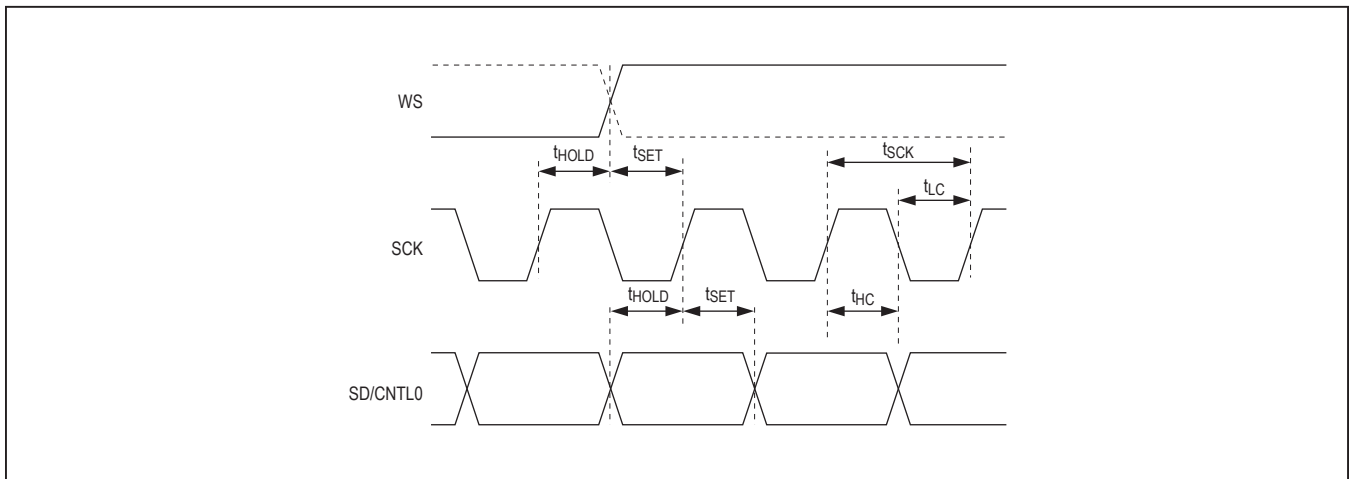 WS
tHOLD tSET
tSCK
tLC
SCK
tHOLD tSET
tHC
SD/CNTL0